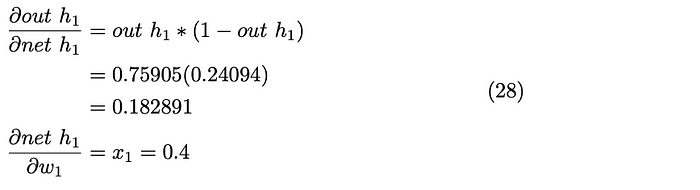 ∂out h₁/∂net h₁ = out h₁ ∗ (1 − out h₁)
= 0.75905(0.24094)
= 0.182891
(28)
∂net h₁/∂w₁ = x₁ = 0.4